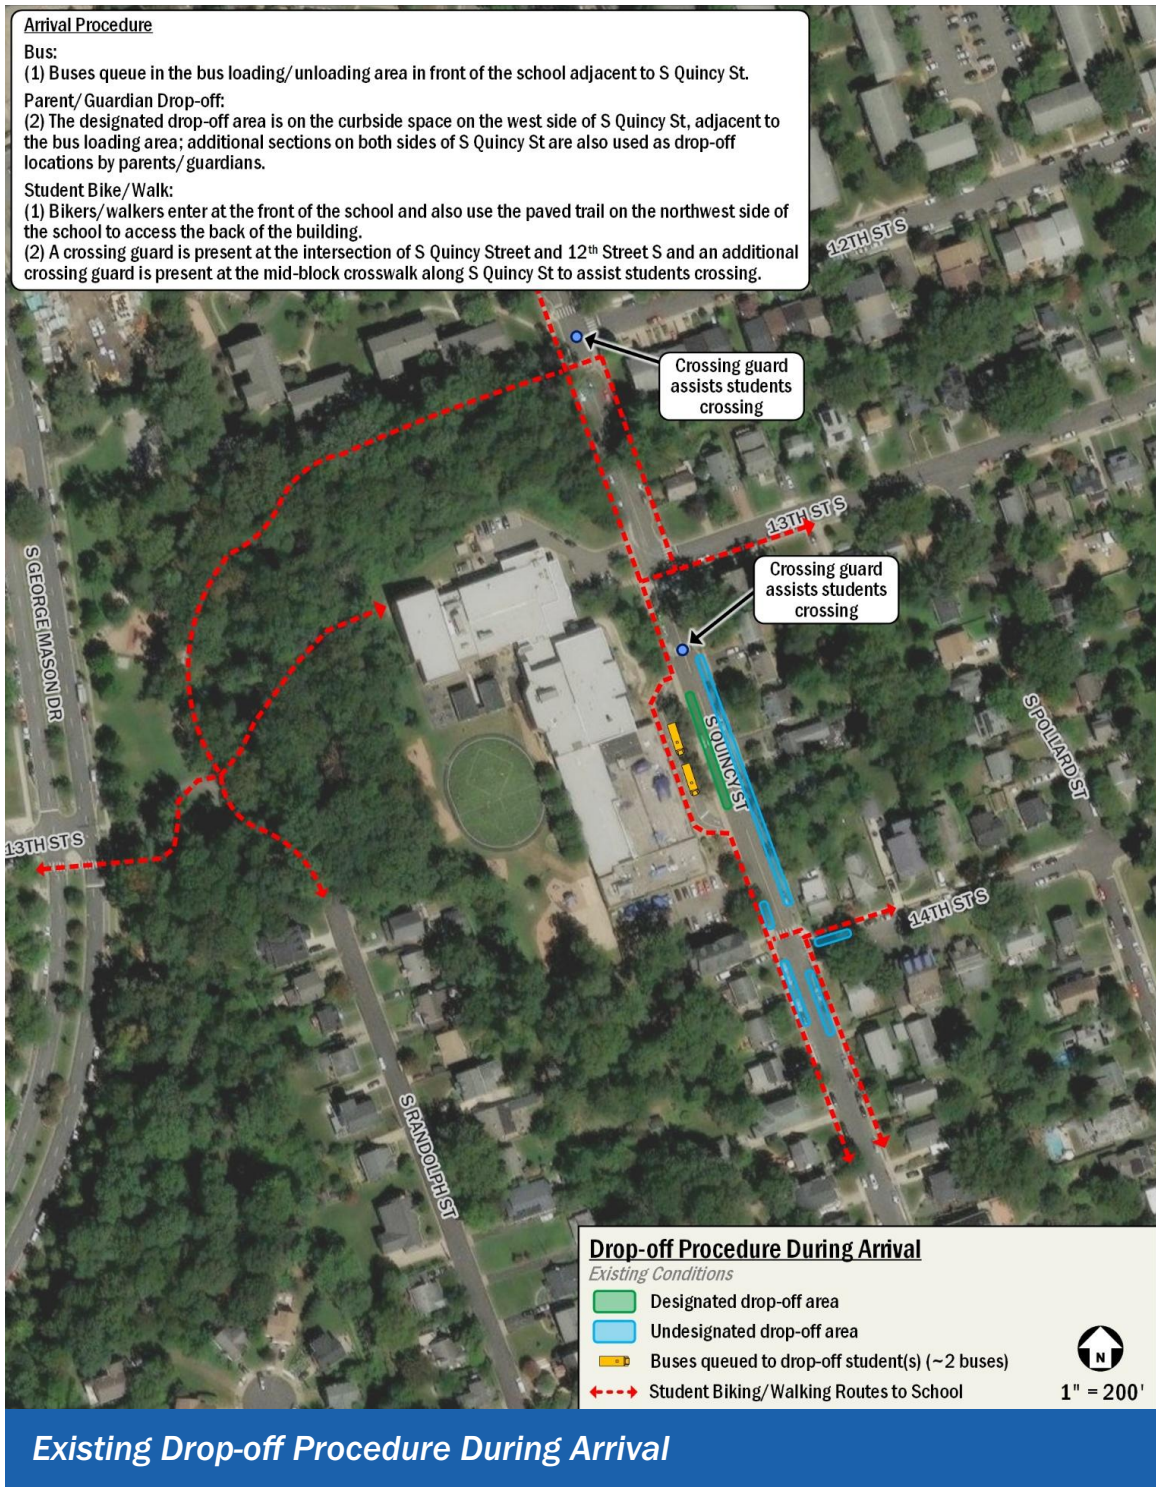 Arrival Procedure
Bus:
(1) Buses queue in the bus loading/unloading area in front of the school adjacent to S Quincy St.
Parent/Guardian Drop-off:
(2) The designated drop-off area is on the curbside space on the west side of S Quincy St, adjacent to
the bus loading area; additional sections on both sides of S Quincy St are also used as drop-off
locations by parents/guardians.
Student Bike/Walk:
(1) Bikers/walkers enter at the front of the school and also use the paved trail on the northwest side of
the school to access the back of the building.
(2) A crossing guard is present at the intersection of S Quincy Street and 12th Street S and an additional
crossing guard is present at the mid-block crosswalk along S Quincy St to assist students crossing.
12TH ST S
Crossing guard
assists students
crossing
13TH ST S
Crossing guard
assists students
crossing
S GEORGE MASON DR
S QUINCY ST
S POLLARD ST
13TH ST S
14TH ST S
S RANDOLPH ST
Drop-off Procedure During Arrival
Existing Conditions
Designated drop-off area
Undesignated drop-off area
Buses queued to drop-off student(s) (~2 buses)
Student Biking/Walking Routes to School
N
1" = 200'
Existing Drop-off Procedure During Arrival